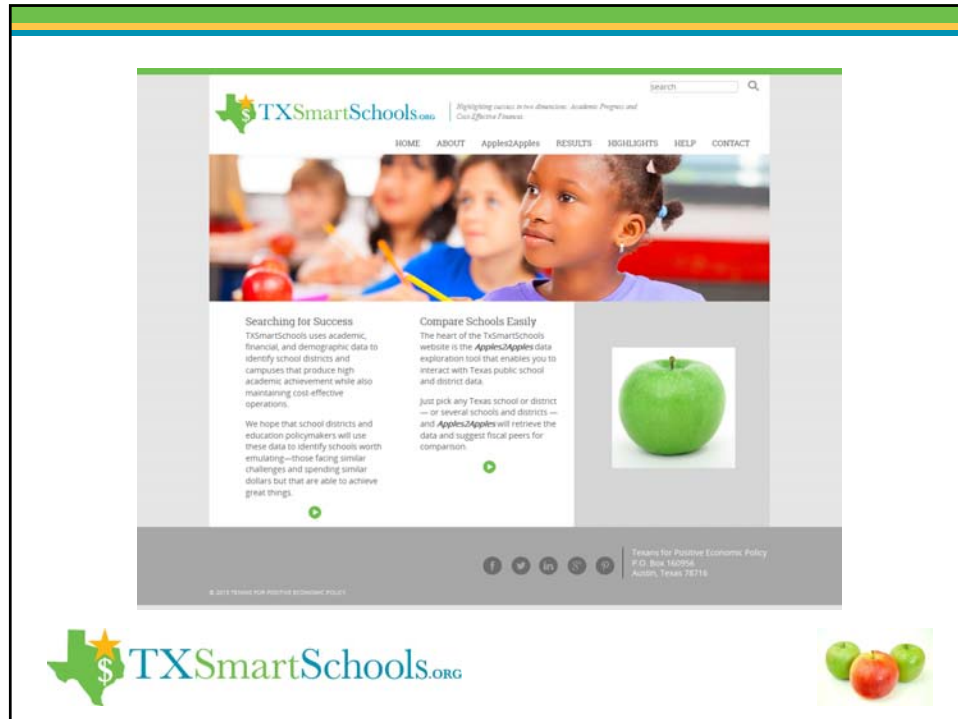 search
$ TXSmartSchools.ORG
Highlighting success in two dimensions: Academic Progress and
Cost-Effective Finances
HOME ABOUT Apples2Apples RESULTS HIGHLIGHTS HELP CONTACT
Searching for Success
TXSmartSchools uses academic,
financial, and demographic data to
identify school districts and
campuses that produce high
academic achievement while also
maintaining cost-effective
operations.
We hope that school districts and
education policymakers will use
these data to identify schools worth
emulating—those facing similar
challenges and spending similar
dollars but that are able to achieve
great things.
Compare Schools Easily
The heart of the TxSmartSchools
website is the Apples2Apples data
exploration tool that enables you to
interact with Texas public school
and district data.
Just pick any Texas school or district
— or several schools and districts —
and Apples2Apples will retrieve the
data and suggest fiscal peers for
comparison.
f in g+
Texans for Positive Economic Policy
P.O. Box 160956
Austin, Texas 78716
© 2015 TEXANS FOR POSITIVE ECONOMIC POLICY
$ TXSmartSchools.ORG